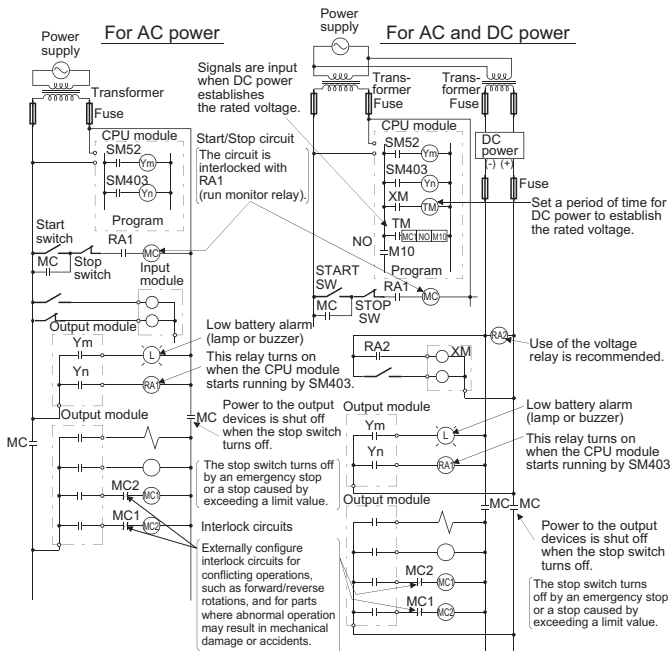 For AC power
Power
supply
Transformer
Fuse
CPU module
SM52
Ym
SM403
Yn
Program
Start/Stop circuit
The circuit is
interlocked with
RA1
(run monitor relay).
Start
switch
MC
Stop
switch
RA1
MC
Input
module
Output module
Ym
L
Yn
RA1
Low battery alarm
(lamp or buzzer)
This relay turns on
when the CPU module
starts running by SM403.
MC
Output module
MC
Power to the output
devices is shut off
when the stop switch
turns off.
The stop switch turns off
by an emergency stop
or a stop caused by
exceeding a limit value.
MC2
MC1
MC1
MC2
Interlock circuits
Externally configure
interlock circuits for
conflicting operations,
such as forward/reverse
rotations, and for parts
where abnormal operation
may result in mechanical
damage or accidents.
For AC and DC power
Power
supply
Signals are input
when DC power
establishes
the rated voltage.
Trans-
former
Fuse
Trans-
former
Fuse
CPU module
SM52
Ym
SM403
Yn
XM
TM
TM
MC1 NO M10
NO
M10
Program
DC
power
(-) (+)
Fuse
Set a period of time for
DC power to establish
the rated voltage.
START
SW
MC
STOP
SW
RA1
MC
RA2
XM
RA2
Use of the voltage
relay is recommended.
Output module
Ym
L
Yn
RA1
Low battery alarm
(lamp or buzzer)
This relay turns on
when the CPU module
starts running by SM403
Output module
MC
MC
MC2
MC1
MC1
MC2
Power to the output
devices is shut off
when the stop switch
turns off.
The stop switch turns
off by an emergency stop
or a stop caused by
exceeding a limit value.